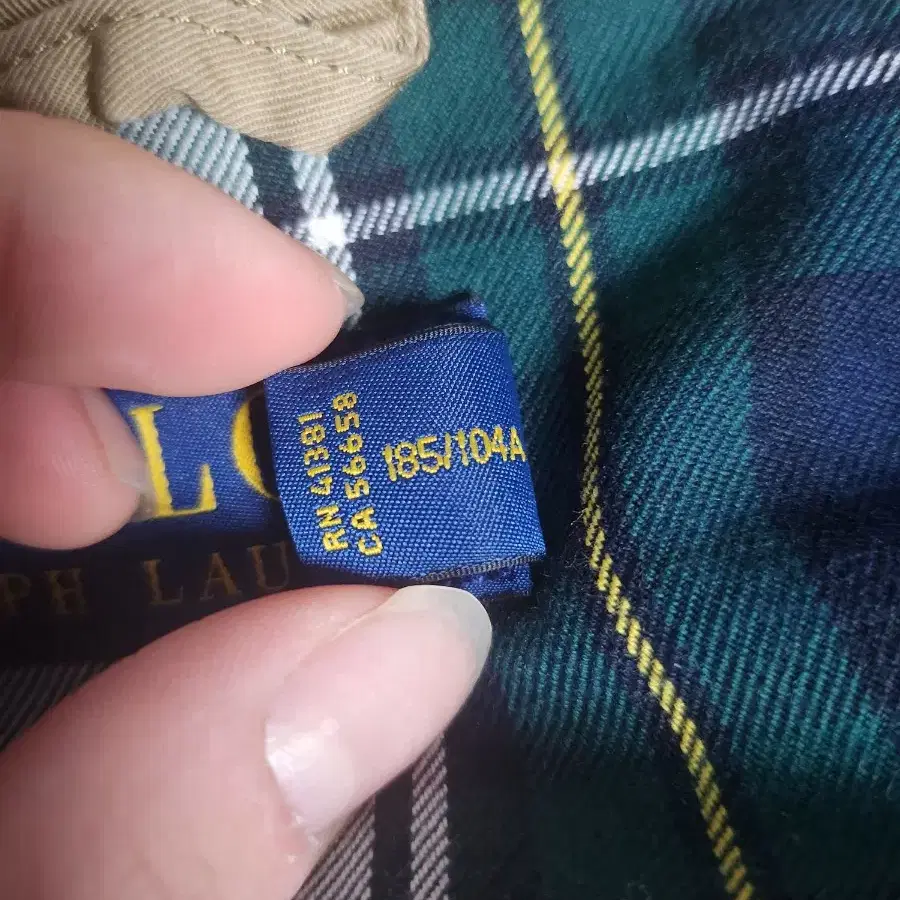 LO
PH LAU
RN 41381
CA 56658
185/104A